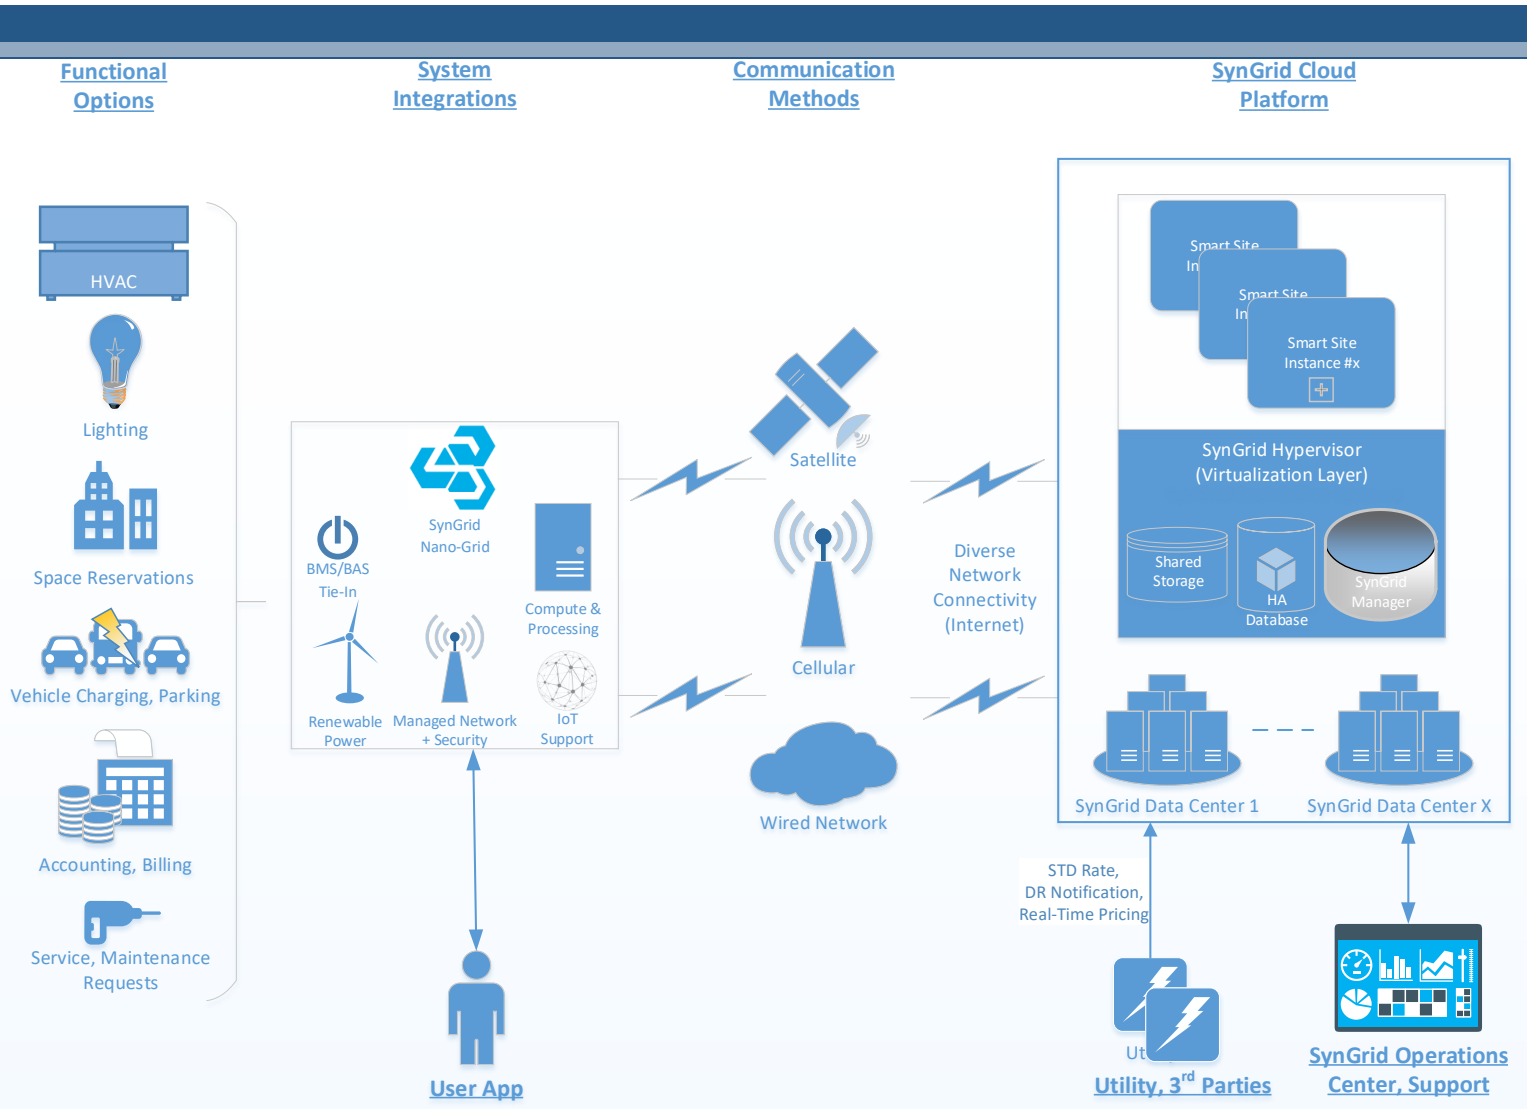 Functional
Options
System
Integrations
Communication
Methods
SynGrid Cloud
Platform
HVAC
Lighting
Space Reservations
Vehicle Charging, Parking
Accounting, Billing
Service, Maintenance
Requests
SynGrid
Nano-Grid
BMS/BAS
Tie-In
Compute &
Processing
Renewable
Power
Managed Network
+ Security
IoT
Support
User App
Satellite
Cellular
Wired Network
Diverse
Network
Connectivity
(Internet)
Smart Site
In
Smart Site
In
Smart Site
Instance #x
SynGrid Hypervisor
(Virtualization Layer)
Shared
Storage
HA
Database
SynGrid
Manager
SynGrid Data Center 1
SynGrid Data Center X
STD Rate,
DR Notification,
Real-Time Pricing
Ut
Utility, 3rd Parties
SynGrid Operations
Center, Support